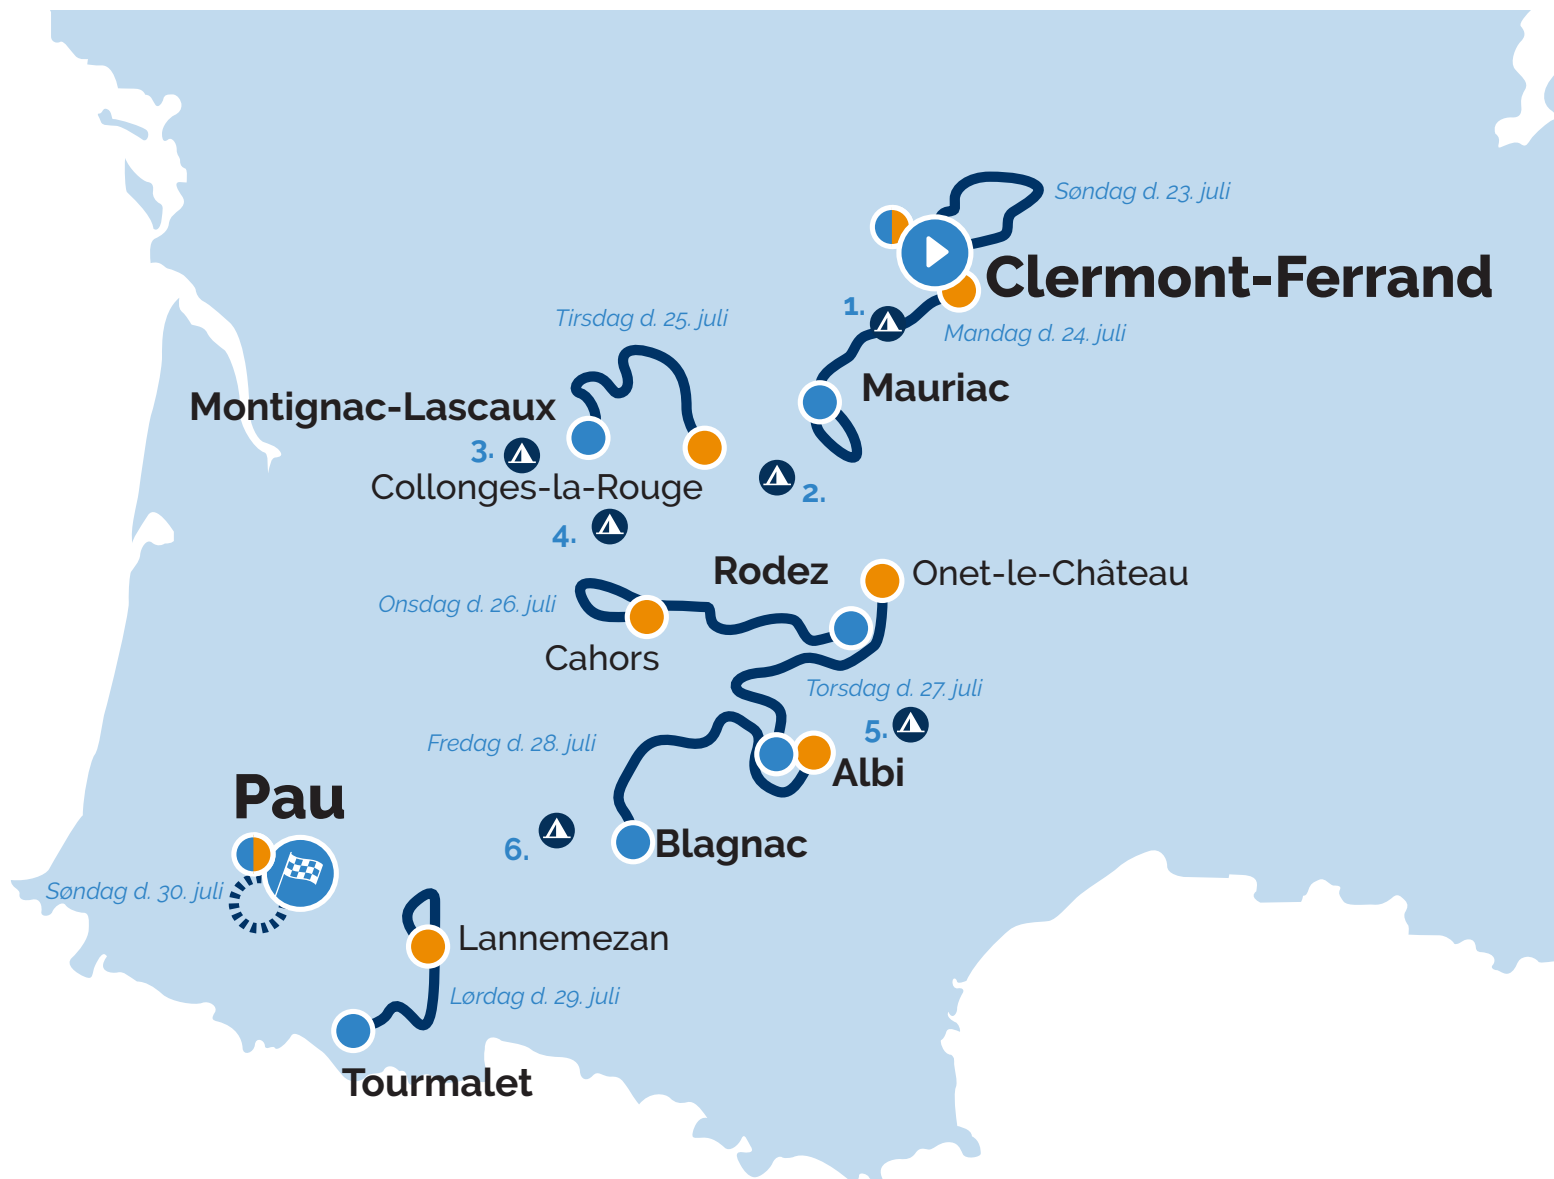 Søndag d. 23. juli
Clermont-Ferrand
1.
Tirsdag d. 25. juli
Mandag d. 24. juli
Mauriac
Montignac-Lascaux
3.
Collonges-la-Rouge
2.
4.
Rodez
Onet-le-Château
Onsdag d. 26. juli
Cahors
Torsdag d. 27. juli
5.
Fredag d. 28. juli
Albi
Pau
Blagnac
6.
Søndag d. 30. juli
Lannemezan
Lørdag d. 29. juli
Tourmalet